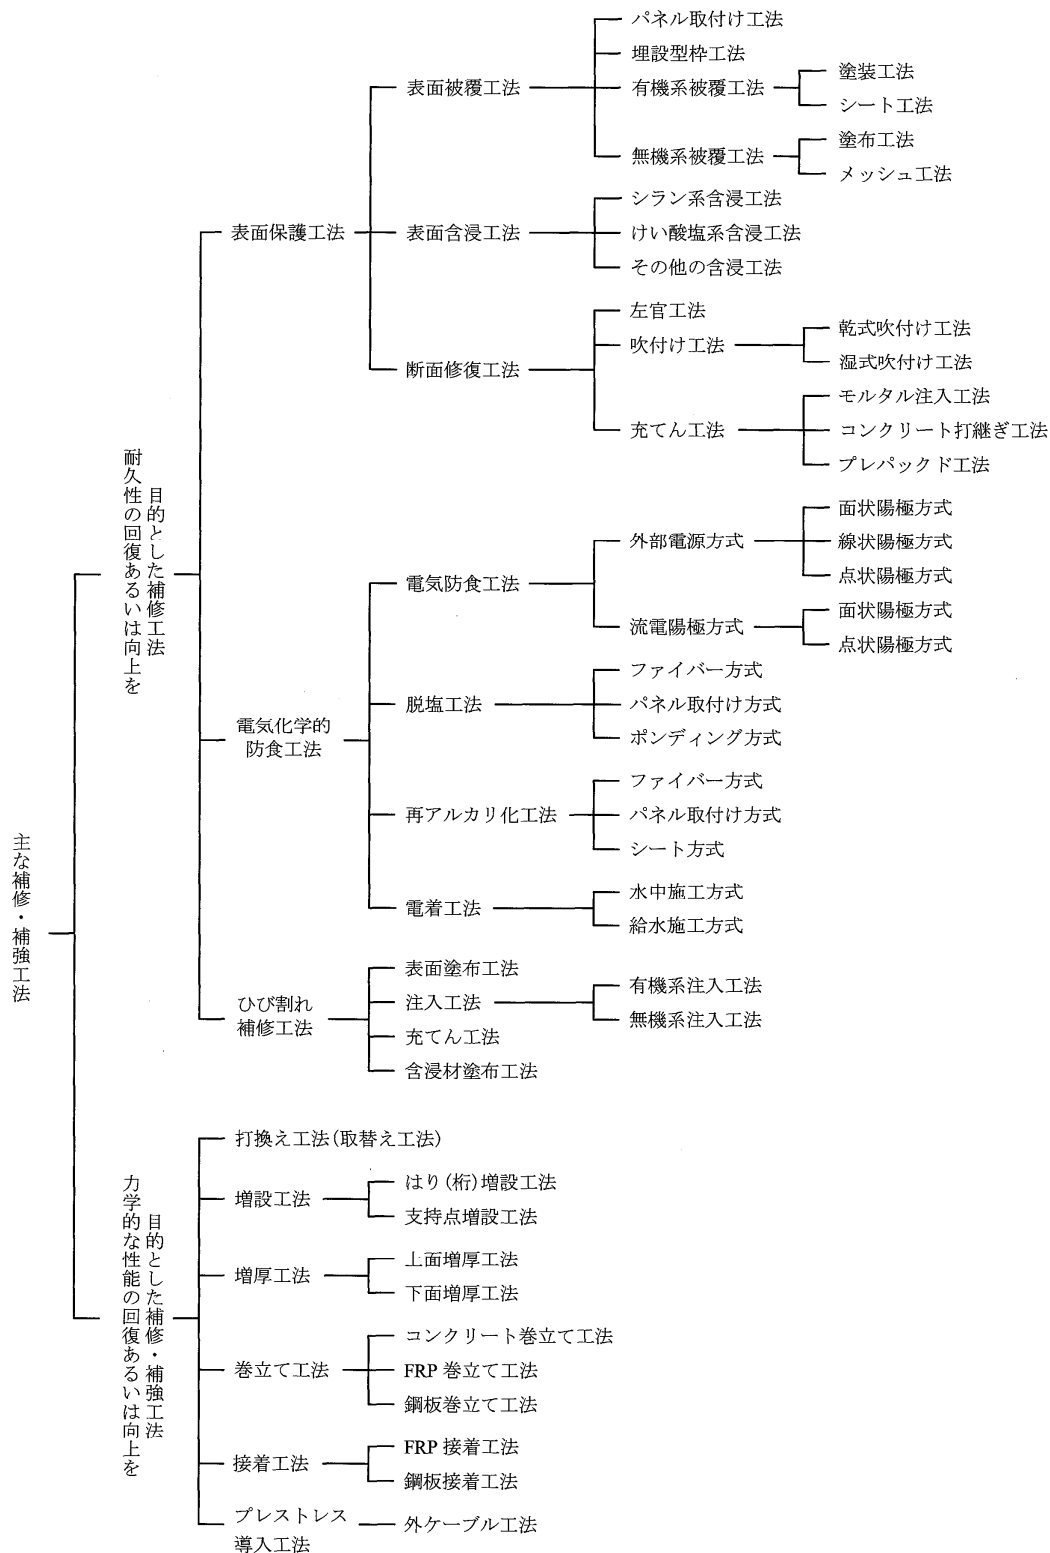 主な補修・補強工法
耐久性の回復あるいは向上を
目的とした補修工法
表面保護工法
表面被覆工法
パネル取付け工法
埋設型枠工法
有機系被覆工法
塗装工法
シート工法
無機系被覆工法
塗布工法
メッシュ工法
表面含浸工法
シラン系含浸工法
けい酸塩系含浸工法
その他の含浸工法
断面修復工法
左官工法
吹付け工法
乾式吹付け工法
湿式吹付け工法
充てん工法
モルタル注入工法
コンクリート打継ぎ工法
プレパックド工法
電気化学的
防食工法
電気防食工法
外部電源方式
面状陽極方式
線状陽極方式
点状陽極方式
流電陽極方式
面状陽極方式
点状陽極方式
脱塩工法
ファイバー方式
パネル取付け方式
ポンディング方式
再アルカリ化工法
ファイバー方式
パネル取付け方式
シート方式
電着工法
水中施工方式
給水施工方式
ひび割れ
補修工法
表面塗布工法
注入工法
有機系注入工法
無機系注入工法
充てん工法
含浸材塗布工法
力学的な性能の回復あるいは向上を
目的とした補修・補強工法
打換え工法(取替え工法)
増設工法
はり(桁)増設工法
支持点増設工法
増厚工法
上面増厚工法
下面増厚工法
巻立て工法
コンクリート巻立て工法
FRP 巻立て工法
鋼板巻立て工法
接着工法
FRP 接着工法
鋼板接着工法
プレストレス
導入工法
外ケーブル工法